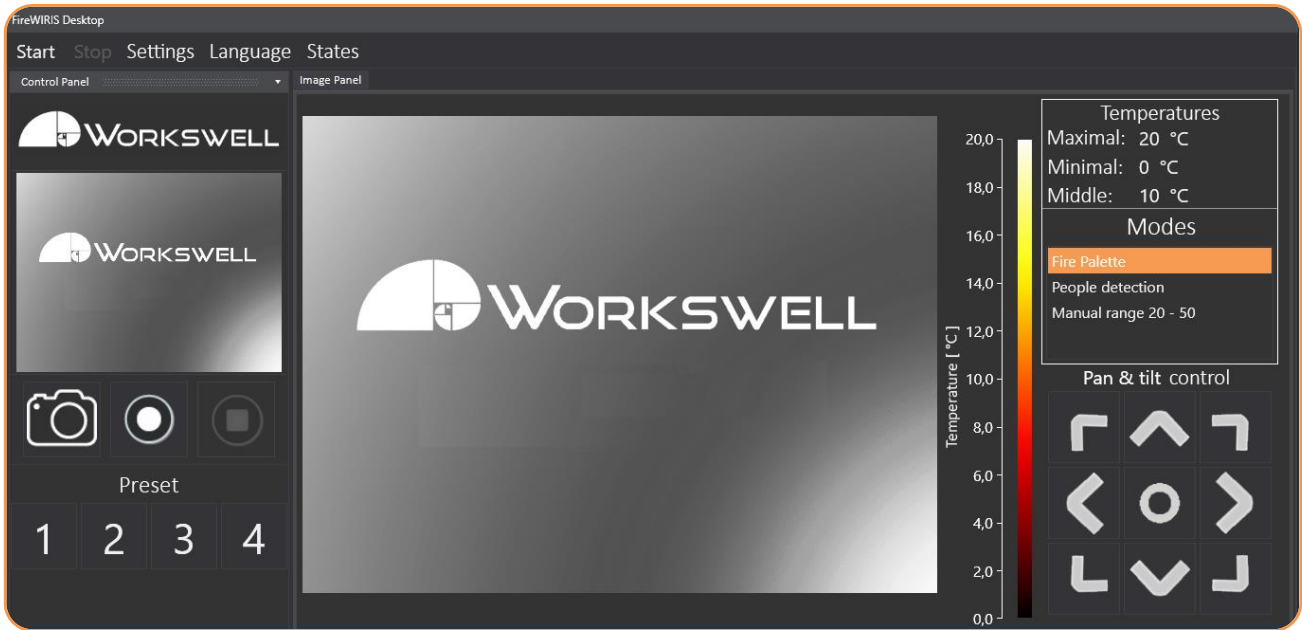 FireWIRIS Desktop
Start Stop Settings Language States
Control Panel
Image Panel
WORKSWELL
WORKSWELL
WORKSWELL
Temperature [ °C ]
20,0
18,0
16,0
14,0
12,0
10,0
8,0
6,0
4,0
2,0
0,0
Temperatures
Maximal: 20 °C
Minimal: 0 °C
Middle: 10 °C
Modes
Fire Palette
People detection
Manual range 20 - 50
Pan & tilt control
Preset
1 2 3 4